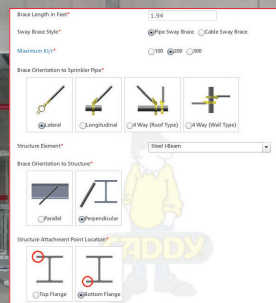 Brace Length in Feet* 1.94
Sway Brace Style* Pipe Sway Brace Cable Sway Brace
Maximum Kl/r* 100 200 300
Brace Orientation to Sprinkler Pipe*
Lateral Longitudinal 4 Way (Roof Type) 4 Way (Wall Type)
Structure Element* Steel I-Beam
Brace Orientation to Structure*
Parallel Perpendicular
Structure Attachment Point Location*
CADDY
Top Flange Bottom Flange